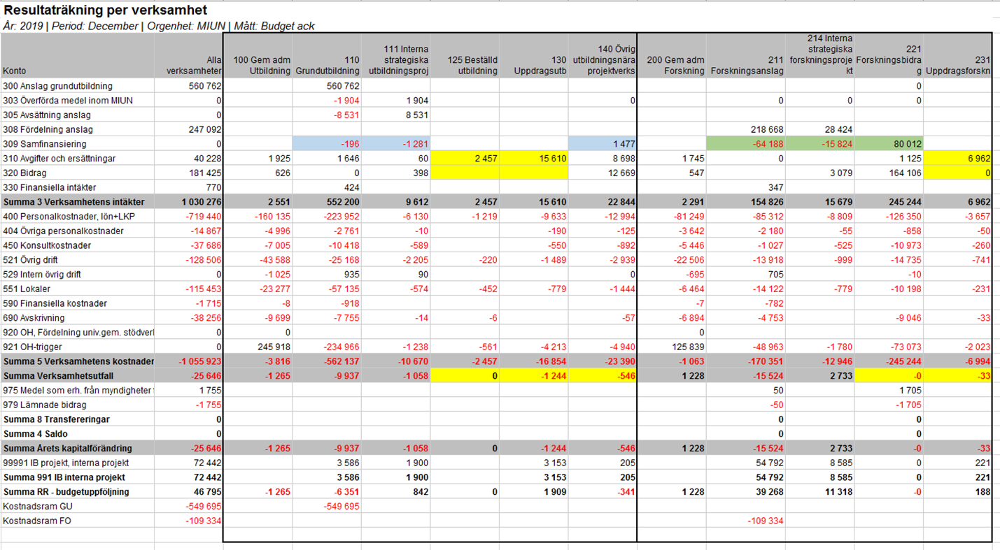 Resultaträkning per verksamhet
År: 2019 | Period: December | Orgenhet: MIUN | Mått: Budget ack
Konto Alla verksamheter 100 Gem adm Utbildning 110 Grundutbildning 111 Interna strategiska utbildningsproj 125 Beställd utbildning 130 Uppdragsutb 140 Övrig utbildningsnära projektverks 200 Gem adm Forskning 211 Forskningsanslag 214 Interna strategiska forskningsproje kt 221 Forskningsbidra g 231 Uppdragsforskn
300 Anslag grundutbildning 560 762 560 762 0
303 Överförda medel inom MIUN 0 -1 904 1 904 0 0 0 0
305 Avsättning anslag 0 -8 531 8 531
308 Fördelning anslag 247 092 218 668 28 424
309 Samfinansiering 0 -196 -1 281 1 477 -64 188 -15 824 80 012
310 Avgifter och ersättningar 40 228 1 925 1 646 60 2 457 15 610 8 698 1 745 0 1 125 6 962
320 Bidrag 181 425 626 0 398 12 669 547 3 079 164 106 0
330 Finansiella intäkter 770 424 347
Summa 3 Verksamhetens intäkter 1 030 276 2 551 552 200 9 612 2 457 15 610 22 844 2 291 154 826 15 679 245 244 6 962
400 Personalkostnader, lön+LKP -719 440 -160 135 -223 952 -6 130 -1 219 -9 633 -12 994 -81 249 -85 312 -8 809 -126 350 -3 657
404 Övriga personalkostnader -14 867 -4 996 -2 761 -10 -190 -125 -3 642 -2 180 -55 -858 -50
450 Konsultkostnader -37 686 -7 005 -10 418 -589 -550 -892 -5 446 -1 027 -525 -10 973 -260
521 Övrig drift -128 506 -43 588 -25 168 -2 205 -220 -1 489 -2 939 -22 506 -13 918 -999 -14 735 -741
529 Intern övrig drift 0 -1 025 935 90 0 -695 705 -10
551 Lokaler -115 453 -23 277 -57 135 -574 -452 -779 -1 444 -6 464 -14 122 -779 -10 198 -231
590 Finansiella kostnader -1 715 -8 -918 -7 -782
690 Avskrivning -38 256 -9 699 -7 755 -14 -6 -57 -6 894 -4 753 -9 046 -33
920 OH, Fördelning univ.gem. stödverl 0 0 0
921 OH-trigger 0 245 918 -234 966 -1 238 -561 -4 213 -4 940 125 839 -48 963 -1 780 -73 073 -2 023
Summa 5 Verksamhetens kostnader -1 055 923 -3 816 -562 137 -10 670 -2 457 -16 854 -23 390 -1 063 -170 351 -12 946 -245 244 -6 994
Summa Verksamhetsutfall -25 646 -1 265 -9 937 -1 058 0 -1 244 -546 1 228 -15 524 2 733 -0 -33
975 Medel som erh. från myndigheter 1 755 50 1 705
979 Lämnade bidrag -1 755 -50 -1 705
Summa 8 Transfereringar 0 0 0
Summa 4 Saldo 0 0 0
Summa Årets kapitalförändring -25 646 -1 265 -9 937 -1 058 0 -1 244 -546 1 228 -15 524 2 733 -0 -33
99991 IB projekt, interna projekt 72 442 3 586 1 900 3 153 205 54 792 8 585 0 221
Summa 991 IB interna projekt 72 442 3 586 1 900 3 153 205 54 792 8 585 0 221
Summa RR - budgetuppföljning 46 795 -1 265 -6 351 842 0 1 909 -341 1 228 39 268 11 318 -0 188
Kostnadsram GU -549 695 -549 695
Kostnadsram FO -109 334 -109 334